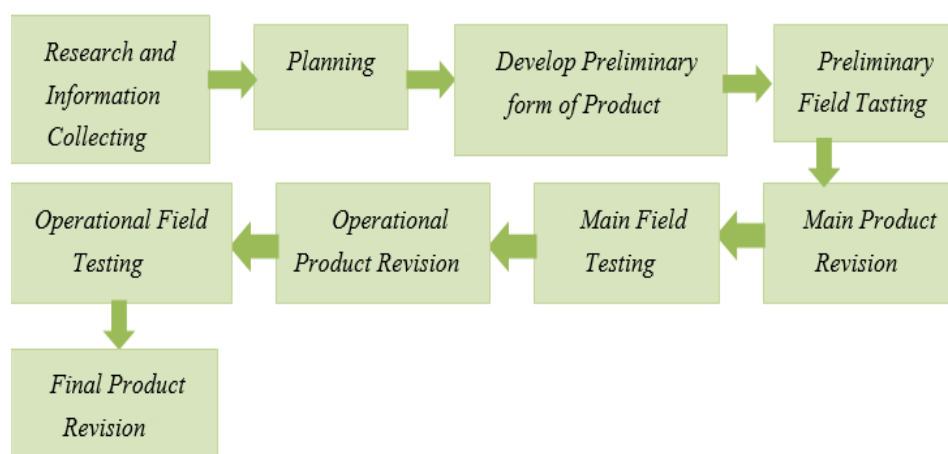 Research and
Information
Collecting
Planning
Develop Preliminary
form of Product
Preliminary
Field Tasting
Main Product
Revision
Main Field
Testing
Operational
Product Revision
Operational Field
Testing
Final Product
Revision